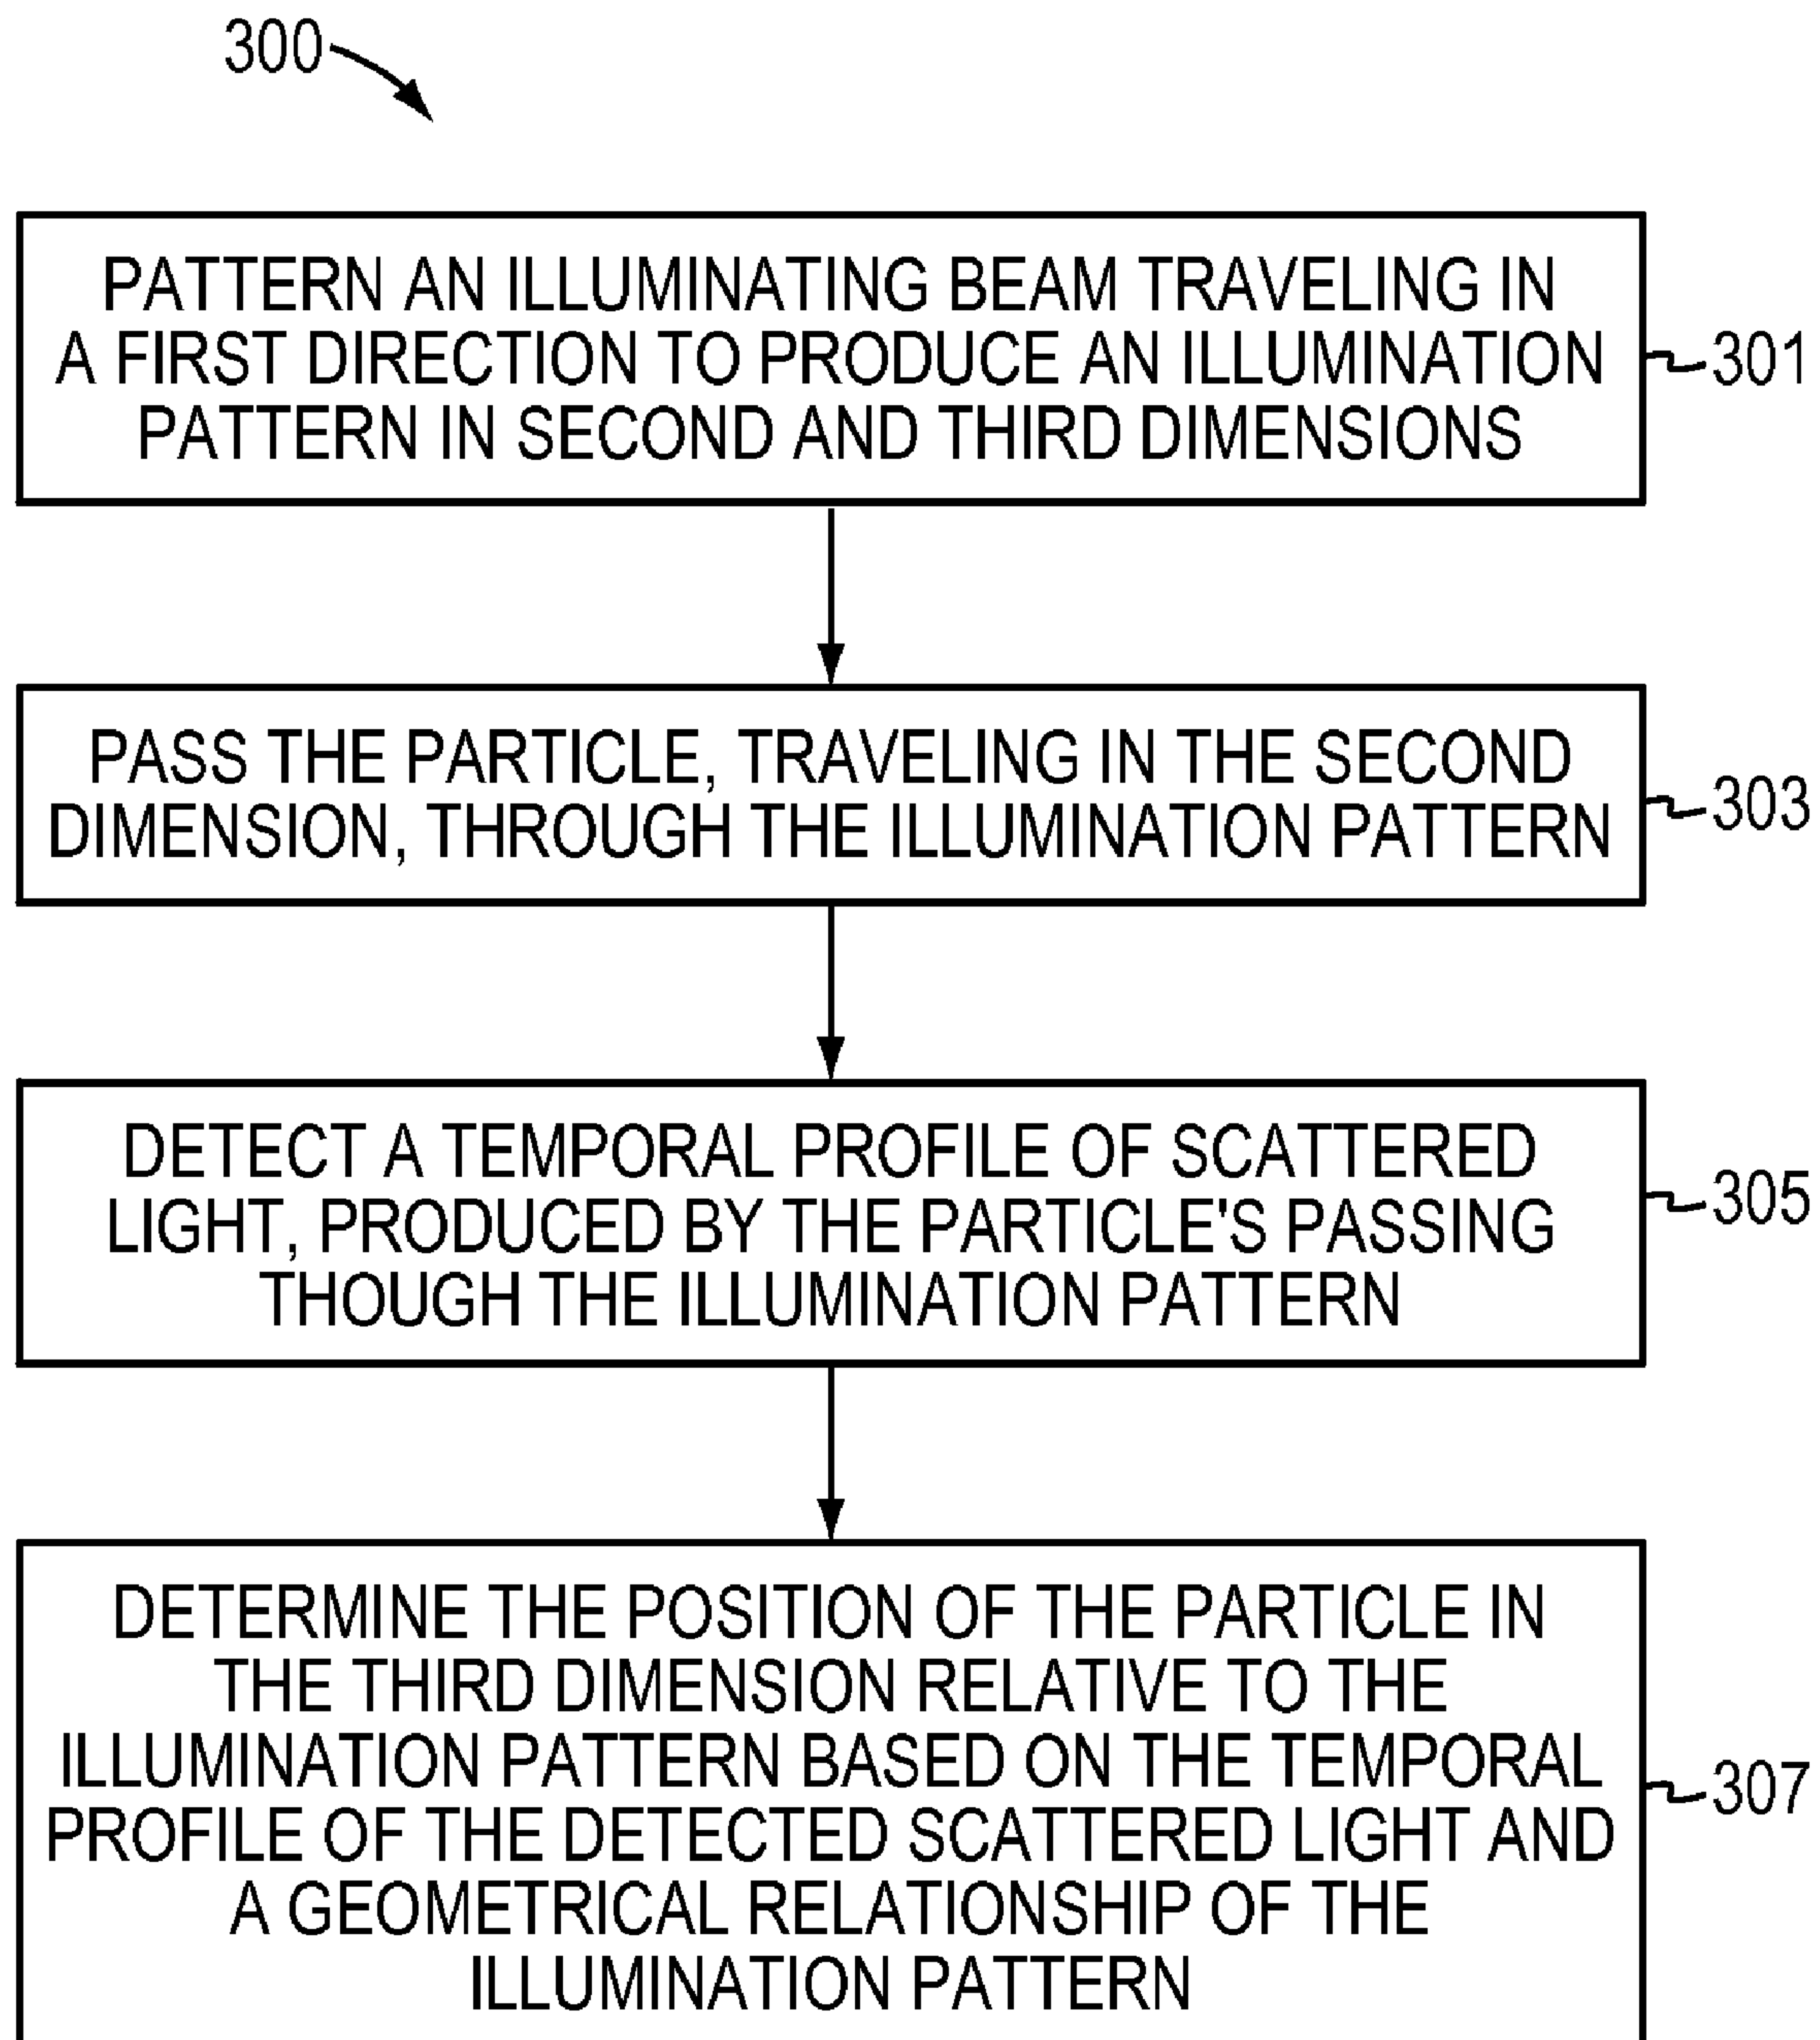 300
PATTERN AN ILLUMINATING BEAM TRAVELING IN
A FIRST DIRECTION TO PRODUCE AN ILLUMINATION
PATTERN IN SECOND AND THIRD DIMENSIONS
301
PASS THE PARTICLE, TRAVELING IN THE SECOND
DIMENSION, THROUGH THE ILLUMINATION PATTERN
303
DETECT A TEMPORAL PROFILE OF SCATTERED
LIGHT, PRODUCED BY THE PARTICLE'S PASSING
THOUGH THE ILLUMINATION PATTERN
305
DETERMINE THE POSITION OF THE PARTICLE IN
THE THIRD DIMENSION RELATIVE TO THE
ILLUMINATION PATTERN BASED ON THE TEMPORAL
PROFILE OF THE DETECTED SCATTERED LIGHT AND
A GEOMETRICAL RELATIONSHIP OF THE
ILLUMINATION PATTERN
307